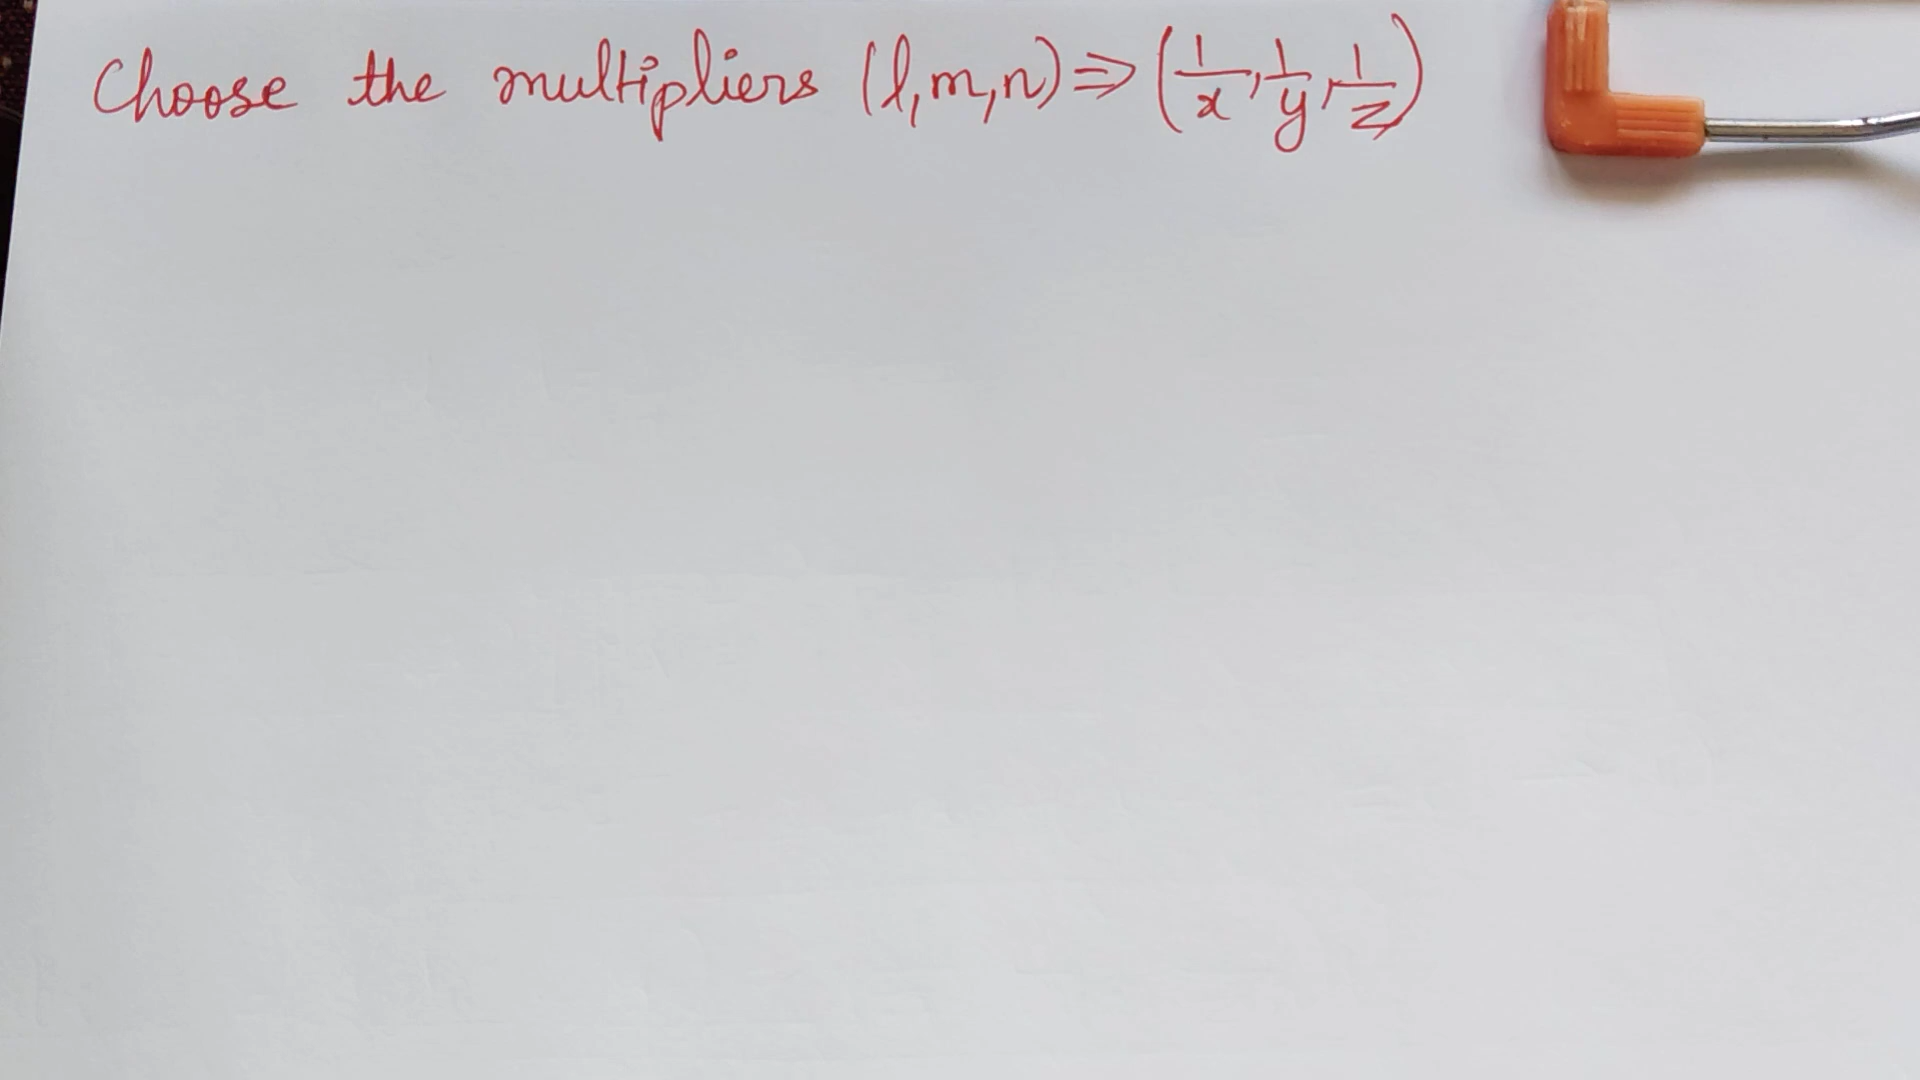 Choose the multipliers (l,m,n)⇒(1/x, 1/y, 1/z)